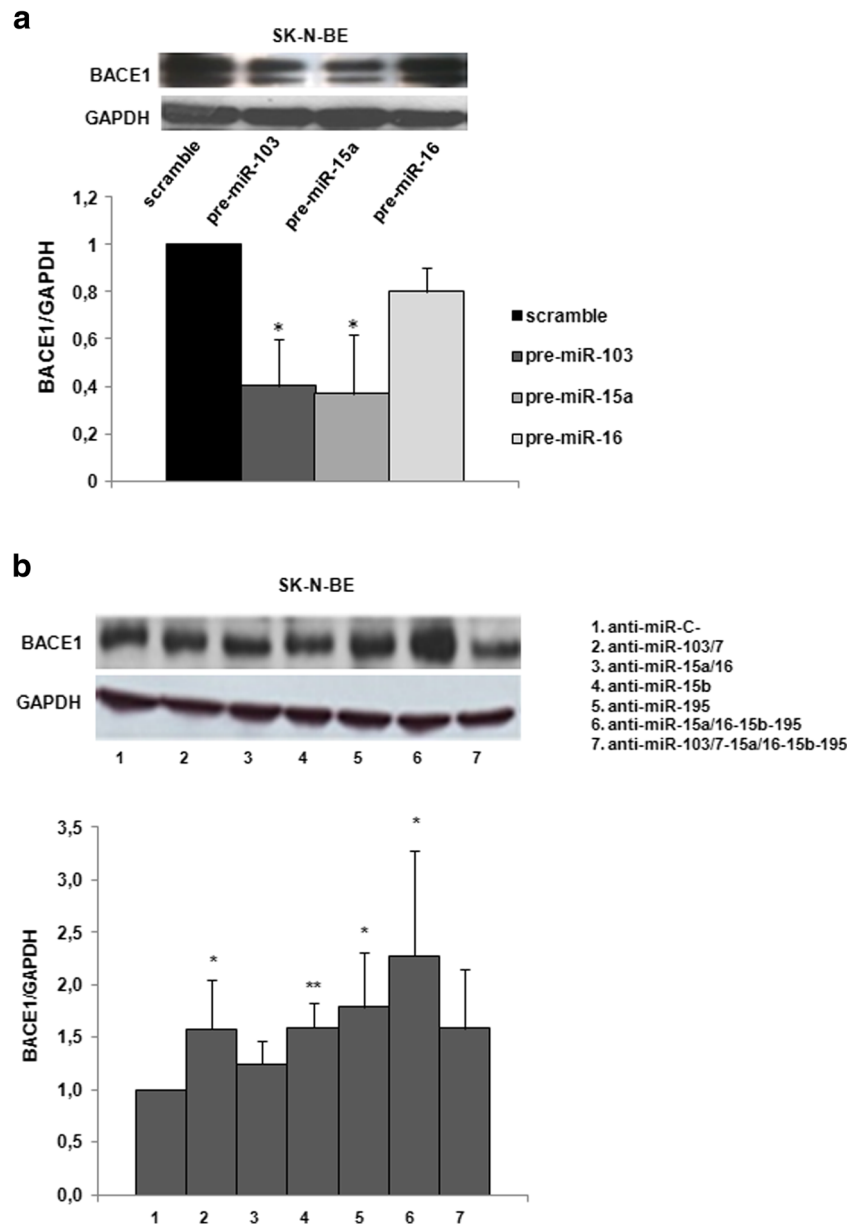 a
SK-N-BE
BACE1
GAPDH
scramble
pre-miR-103
pre-miR-15a
pre-miR-16
1,2
1
0,8
0,6
0,4
0,2
0
BACE1/GAPDH
*
*
scramble
pre-miR-103
pre-miR-15a
pre-miR-16
b
SK-N-BE
BACE1
GAPDH
1 2 3 4 5 6 7
1. anti-miR-C-
2. anti-miR-103/7
3. anti-miR-15a/16
4. anti-miR-15b
5. anti-miR-195
6. anti-miR-15a/16-15b-195
7. anti-miR-103/7-15a/16-15b-195
3,5
3,0
2,5
2,0
1,5
1,0
0,5
0,0
BACE1/GAPDH
*
**
*
*
1 2 3 4 5 6 7